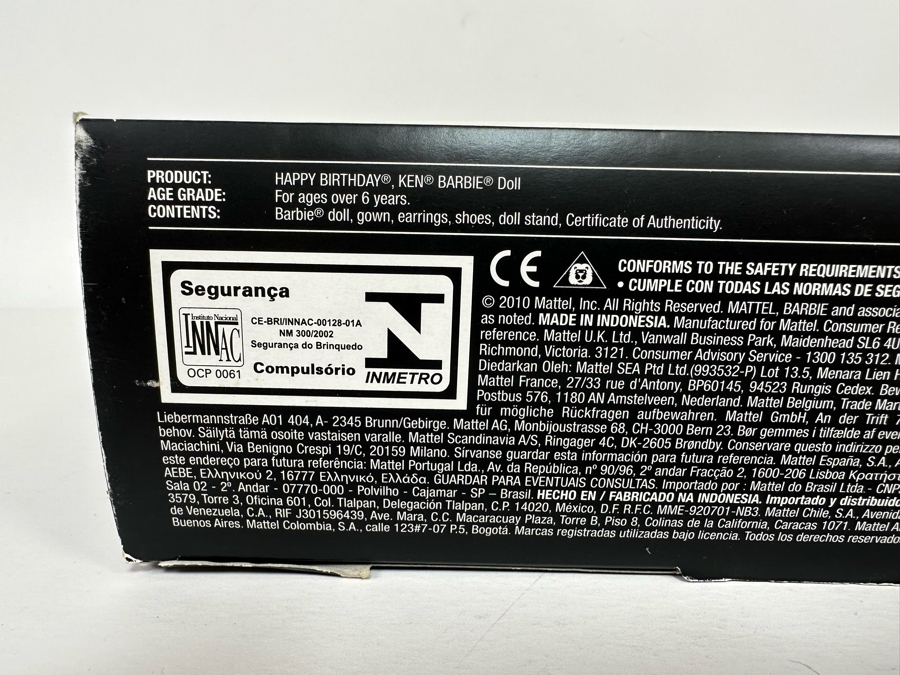 PRODUCT: HAPPY BIRTHDAY®, KEN® BARBIE® Doll
AGE GRADE: For ages over 6 years.
CONTENTS: Barbie® doll, gown, earrings, shoes, doll stand, Certificate of Authenticity.
Segurança
Instituto Nacional
INNAC
OCP 0061
CE-BRI/INNAC-00128-01A
NM 300/2002
Segurança do Brinquedo
Compulsório
INMETRO
CE
CONFORMS TO THE SAFETY REQUIREMENTS
• CUMPLE CON TODAS LAS NORMAS DE SEG
© 2010 Mattel, Inc. All Rights Reserved. MATTEL, BARBIE and associa
as noted. MADE IN INDONESIA. Manufactured for Mattel. Consumer Re
reference. Mattel U.K. Ltd., Vanwall Business Park, Maidenhead SL6 4U
Richmond, Victoria. 3121. Consumer Advisory Service - 1300 135 312. M
Diedarkan Oleh: Mattel SEA Ptd Ltd.(993532-P) Lot 13.5, Menara Lien H
Mattel France, 27/33 rue d'Antony, BP60145, 94523 Rungis Cedex. Bew
Postbus 576, 1180 AN Amstelveen, Nederland. Mattel Belgium, Trade Mar
für mögliche Rückfragen aufbewahren. Mattel GmbH, An der Trift 7
Liebermannstraße A01 404, A- 2345 Brunn/Gebirge. Mattel AG, Monbijoustrasse 68, CH-3000 Bern 23. Bør gemmes i tilfælde af even
behov. Säilytä tämä osoite vastaisen varalle. Mattel Scandinavia A/S, Ringager 4C, DK-2605 Brøndby. Conservare questo indirizzo pe
Maciachini, Via Benigno Crespi 19/C, 20159 Milano. Sírvanse guardar esta información para futura referencia. Mattel España, S.A., A
este endereço para futura referência: Mattel Portugal Lda., Av. da República, nº 90/96, 2º andar Fracção 2, 1600-206 Lisboa Κρατήστ
ΑΕΒΕ, Ελληνικού 2, 16777 Ελληνικό, Ελλάδα. GUARDAR PARA EVENTUAIS CONSULTAS. Importado por : Mattel do Brasil Ltda.- CNP
Sala 02 - 2º. Andar - 07770-000 - Polvilho - Cajamar - SP – Brasil. HECHO EN / FABRICADO NA INDONESIA. Importado y distribuido
3579, Torre 3, Oficina 601, Col. Tlalpan, Delegación Tlalpan, C.P. 14020, México, D.F. R.F.C. MME-920701-NB3. Mattel Chile, S.A., Avenid
de Venezuela, C.A., RIF J301596439, Ave. Mara, C.C. Macaracuay Plaza, Torre B, Piso 8, Colinas de la California, Caracas 1071. Mattel A
Buenos Aires. Mattel Colombia, S.A., calle 123#7-07 P.5, Bogotá. Marcas registradas utilizadas bajo licencia. Todos los derechos reservado